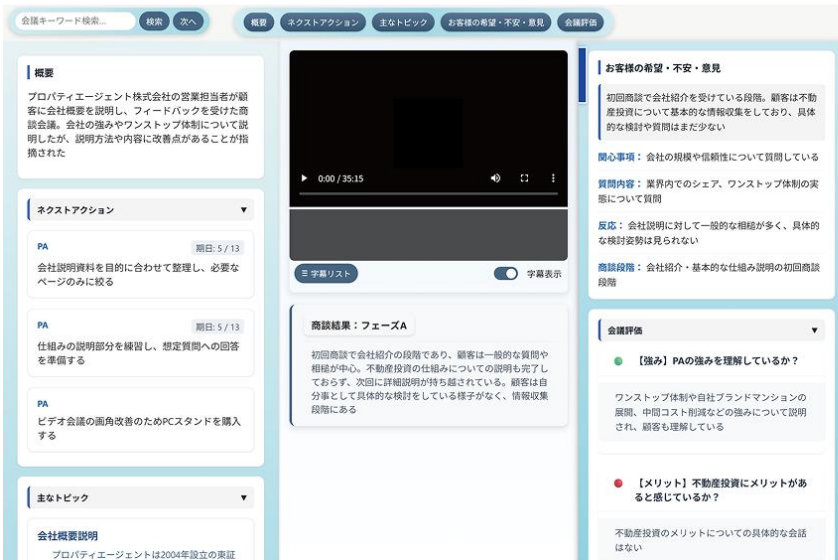 会議キーワード検索...
検索
次へ
概要
ネクストアクション
主なトピック
お客様の希望・不安・意見
会議評価
概要
プロパティエージェント株式会社の営業担当者が顧
客に会社概要を説明し、フィードバックを受けた商
談会議。会社の強みやワンストップ体制について説
明したが、説明方法や内容に改善点があることが指
摘された
ネクストアクション ▼
PA
期日: 5 / 13
会社説明資料を目的に合わせて整理し、必要な
ページのみに絞る
PA
期日: 5 / 13
仕組みの説明部分を練習し、想定質問への回答
を準備する
PA
ビデオ会議の画角改善のためPCスタンドを購入
する
主なトピック ▼
会社概要説明
プロパティエージェントは2004年設立の東証
0:00 / 35:15
☰ 字幕リスト
字幕表示
商談結果：フェーズA
初回商談で会社紹介の段階であり、顧客は一般的な質問や
相槌が中心。不動産投資の仕組みについての説明も完了し
ておらず、次回に詳細説明が持ち越されている。顧客は自
分事として具体的な検討をしている様子がなく、情報収集
段階にある
お客様の希望・不安・意見
初回商談で会社紹介を受けている段階。顧客は不動
産投資について基本的な情報収集をしており、具体
的な検討や質問はまだ少ない
関心事項： 会社の規模や信頼性について質問している
質問内容： 業界内でのシェア、ワンストップ体制の実
態について質問
反応： 会社説明に対して一般的な相槌が多く、具体的
な検討姿勢は見られない
商談段階： 会社紹介・基本的な仕組み説明の初回商談
段階
会議評価 ▼
【強み】PAの強みを理解しているか？
ワンストップ体制や自社ブランドマンションの
展開、中間コスト削減などの強みについて説明
され、顧客も理解している
【メリット】不動産投資にメリットがあ
ると感じているか？
不動産投資のメリットについての具体的な会話
はない